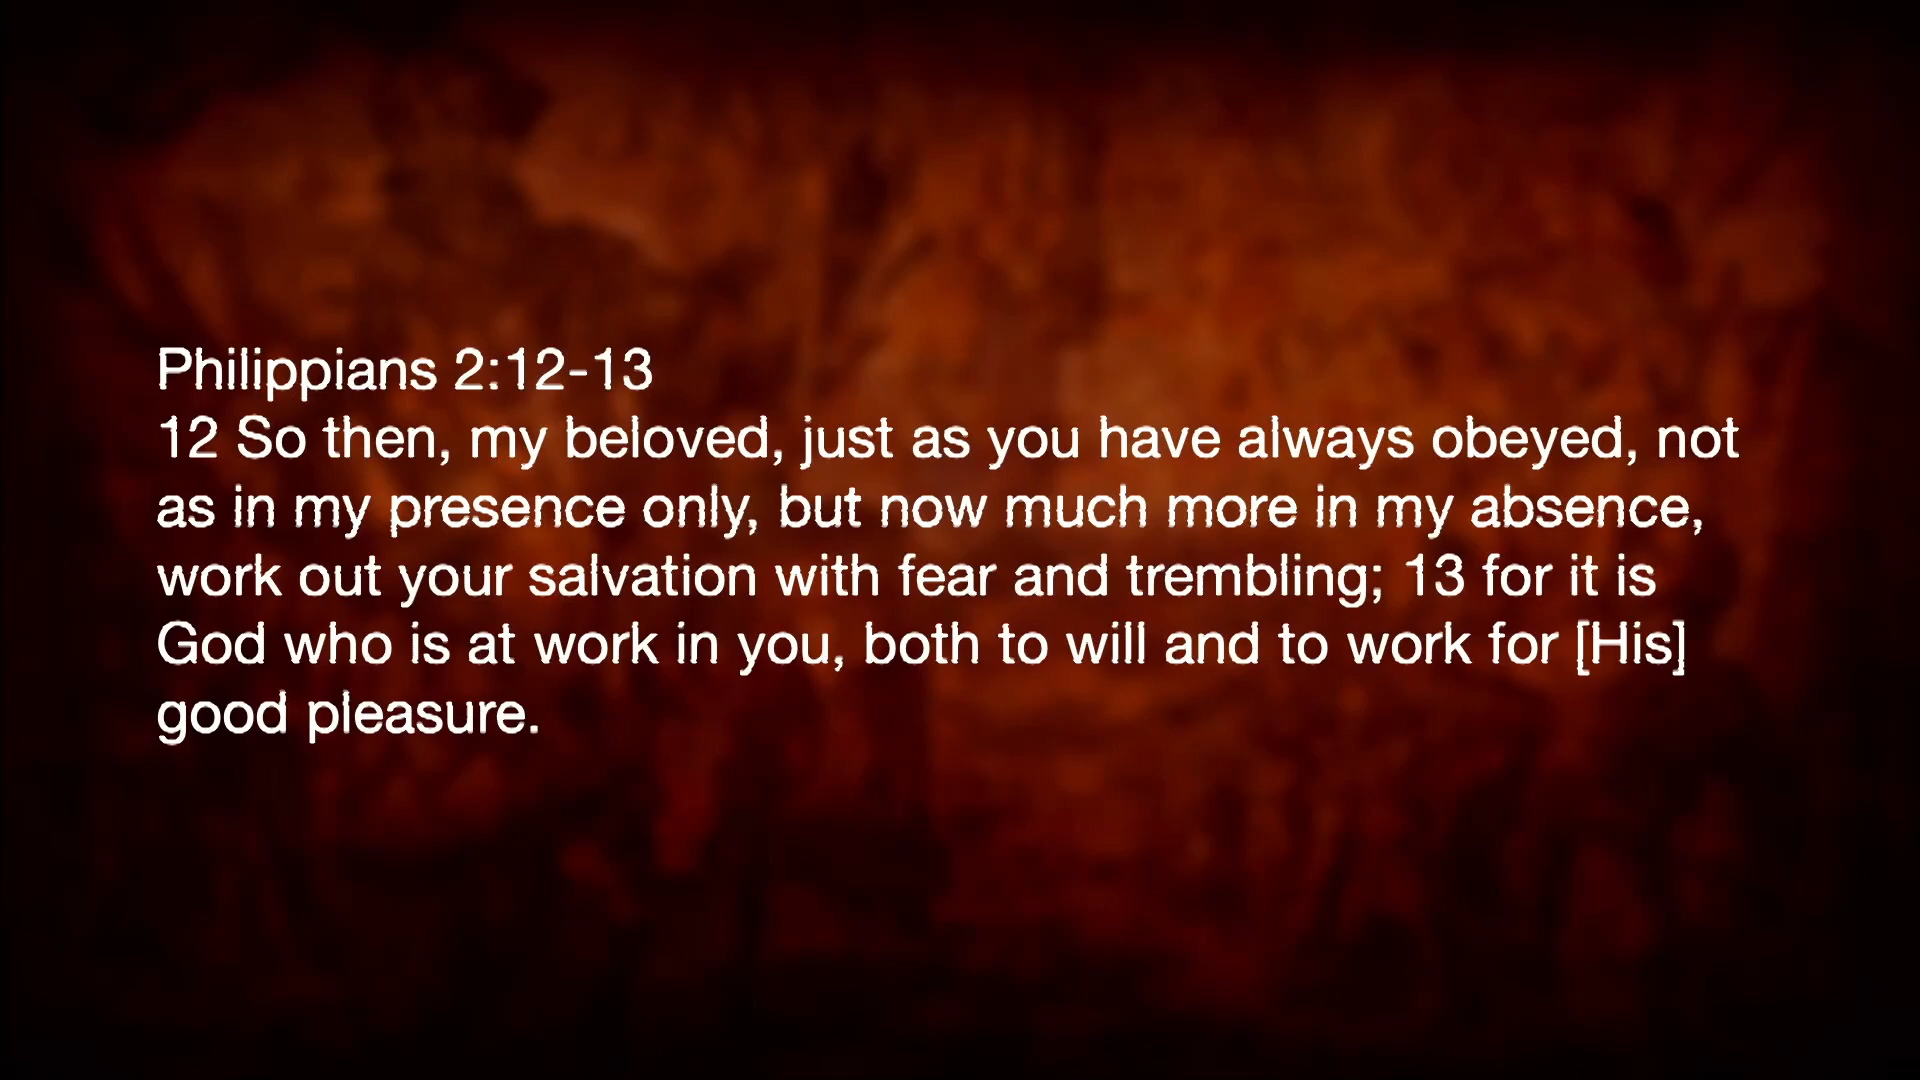 Philippians 2:12-13
12 So then, my beloved, just as you have always obeyed, not
as in my presence only, but now much more in my absence,
work out your salvation with fear and trembling; 13 for it is
God who is at work in you, both to will and to work for [His]
good pleasure.